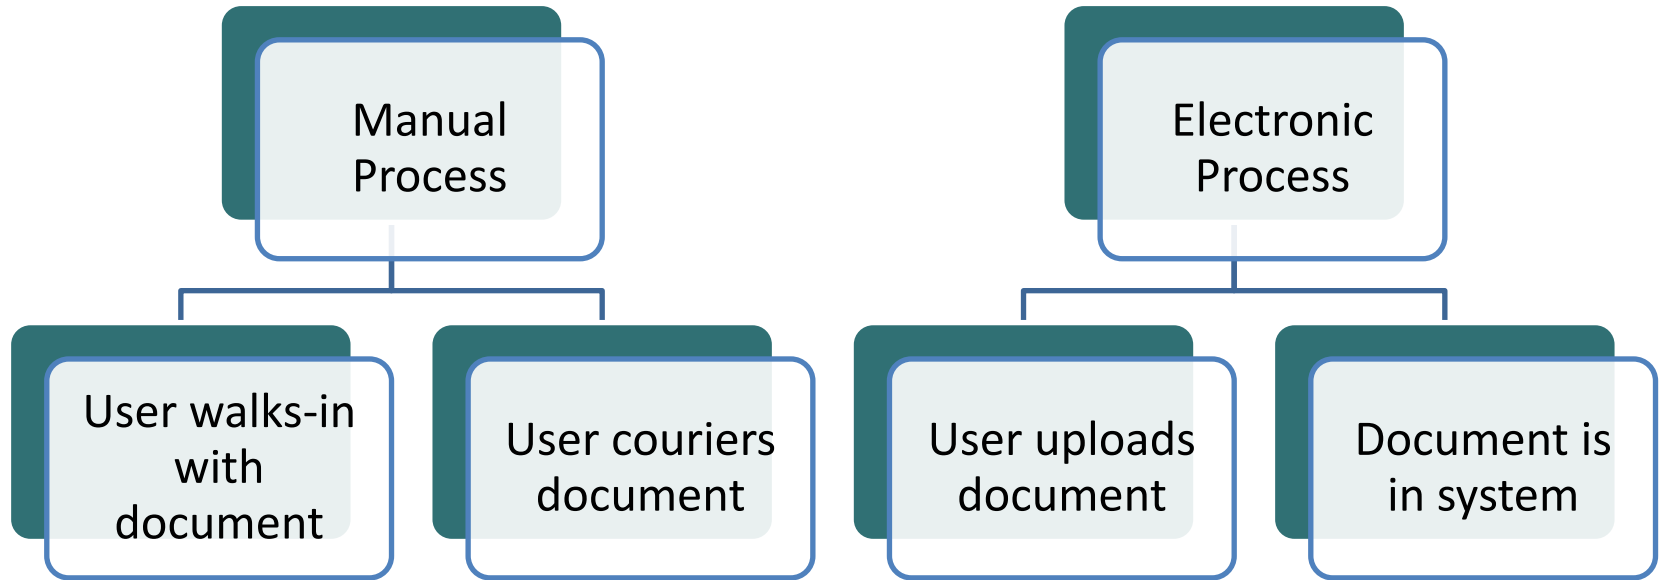 Manual
Process
Electronic
Process
User walks-in
with
document
User couriers
document
User uploads
document
Document is
in system